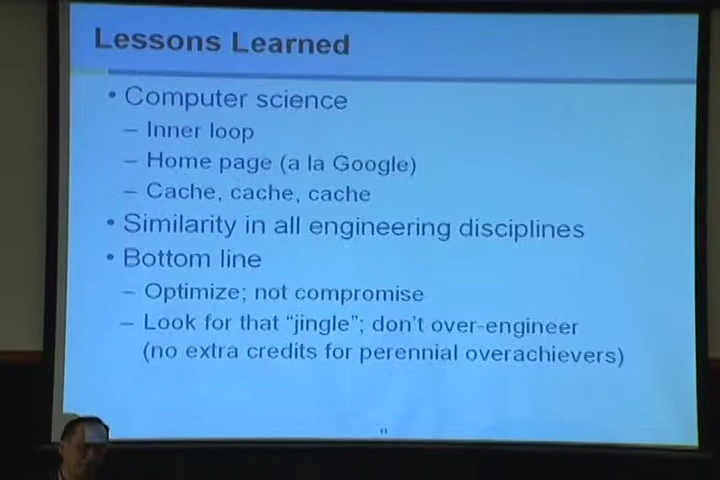 Lessons Learned
• Computer science
– Inner loop
– Home page (a la Google)
– Cache, cache, cache
• Similarity in all engineering disciplines
• Bottom line
– Optimize; not compromise
– Look for that “jingle”; don’t over-engineer
(no extra credits for perennial overachievers)
11